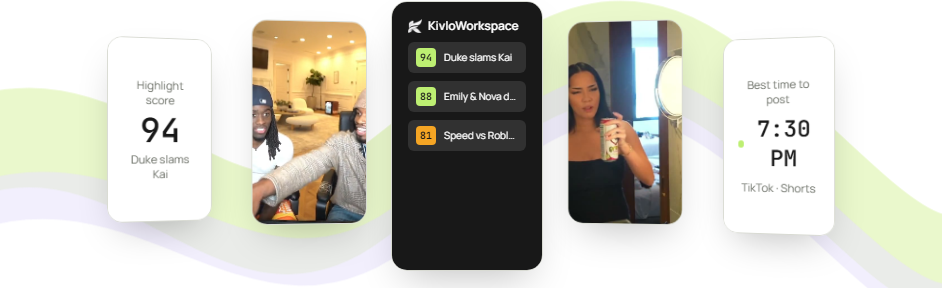 Highlight
score
94
Duke slams
Kai
KivloWorkspace
94 Duke slams Kai
88 Emily & Nova d...
81 Speed vs Robl...
Best time to
post
7:30
PM
TikTok · Shorts